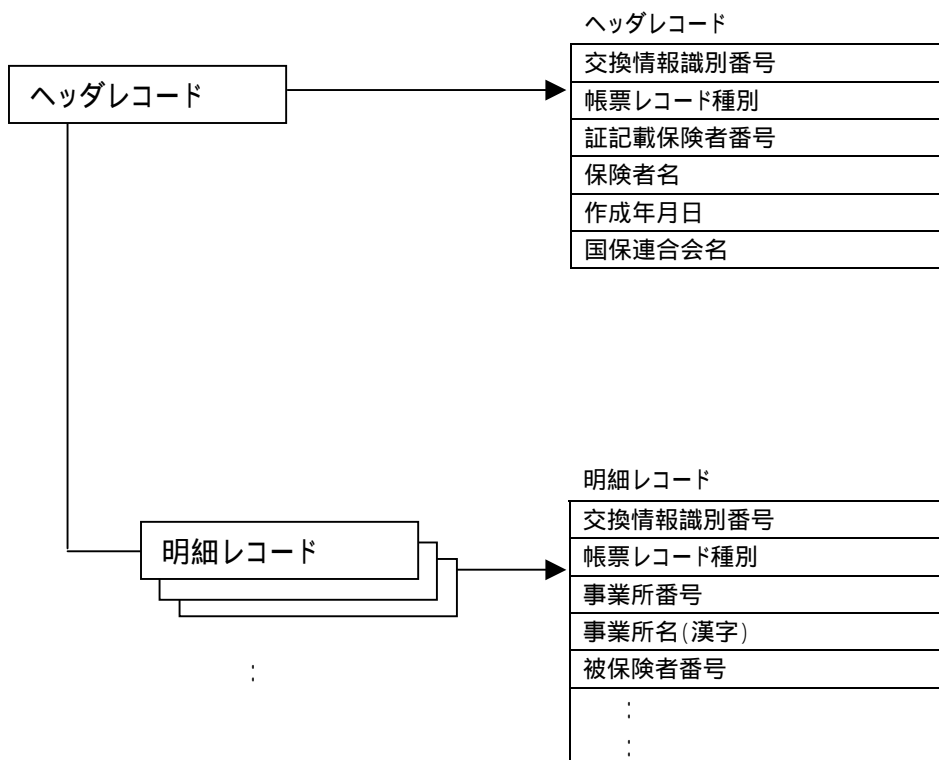 ヘッダレコード
ヘッダレコード
交換情報識別番号
帳票レコード種別
証記載保険者番号
保険者名
作成年月日
国保連合会名
明細レコード
明細レコード
交換情報識別番号
帳票レコード種別
事業所番号
事業所名(漢字)
被保険者番号
:
:
: